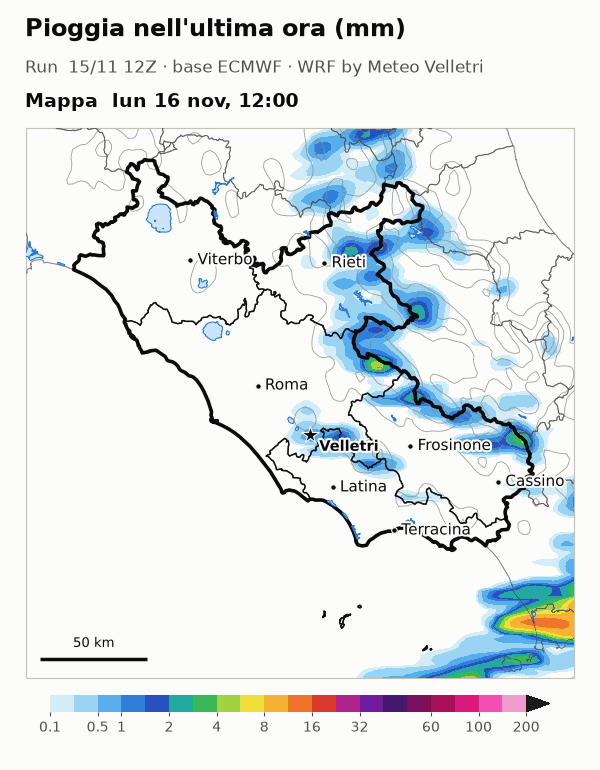 Pioggia nell'ultima ora (mm)
Run 15/11 12Z · base ECMWF · WRF by Meteo Velletri
Mappa lun 16 nov, 12:00
Viterbo
Rieti
Roma
Velletri
Frosinone
Latina
Cassino
Terracina
50 km
0.1 0.5 1 2 4 8 16 32 60 100 200